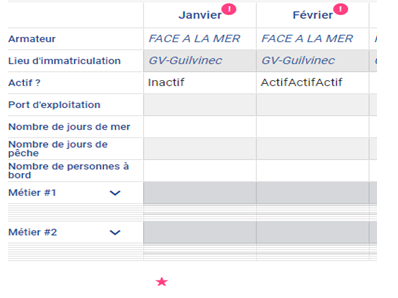 Janvier ! Février !
Armateur FACE A LA MER FACE A LA MER
Lieu d'immatriculation GV-Guilvinec GV-Guilvinec
Actif ? Inactif ActifActifActif
Port d'exploitation
Nombre de jours de mer
Nombre de jours de
pêche
Nombre de personnes à
bord
Métier #1
Métier #2